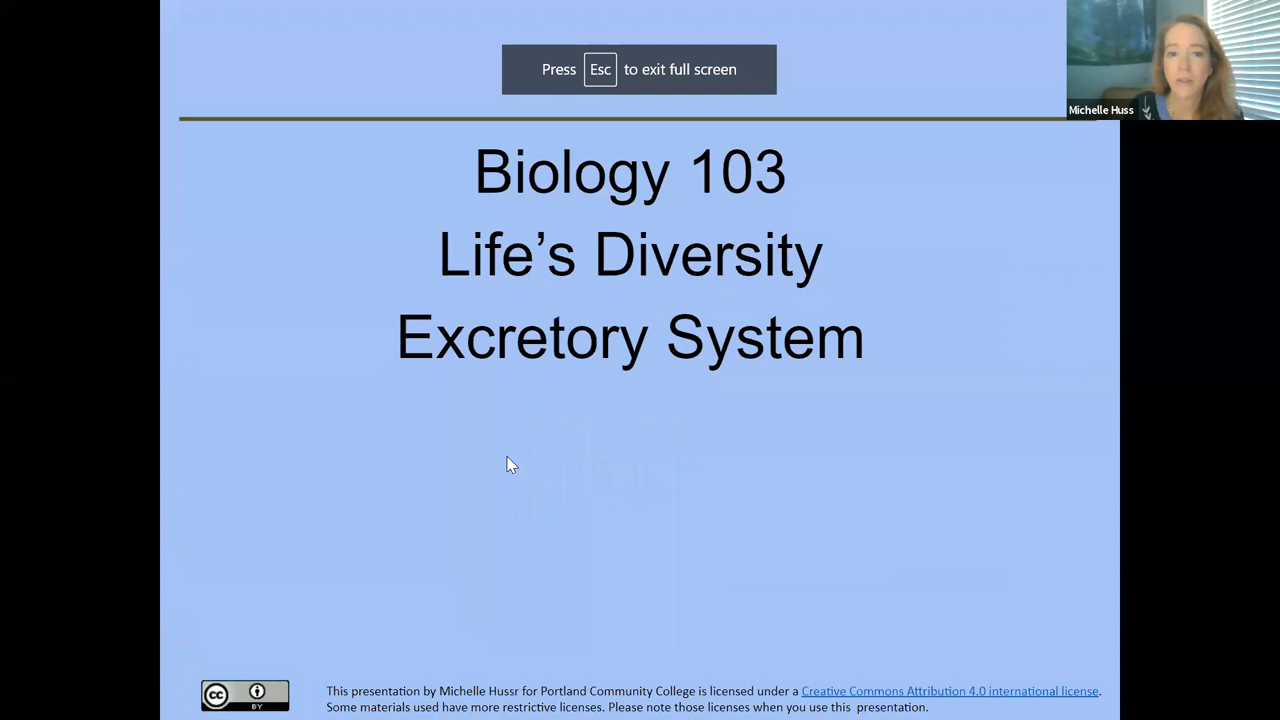 Press Esc to exit full screen
Michelle Huss
Biology 103
Life's Diversity
Excretory System
cc BY
This presentation by Michelle Hussr for Portland Community College is licensed under a Creative Commons Attribution 4.0 international license.
Some materials used have more restrictive licenses. Please note those licenses when you use this presentation.